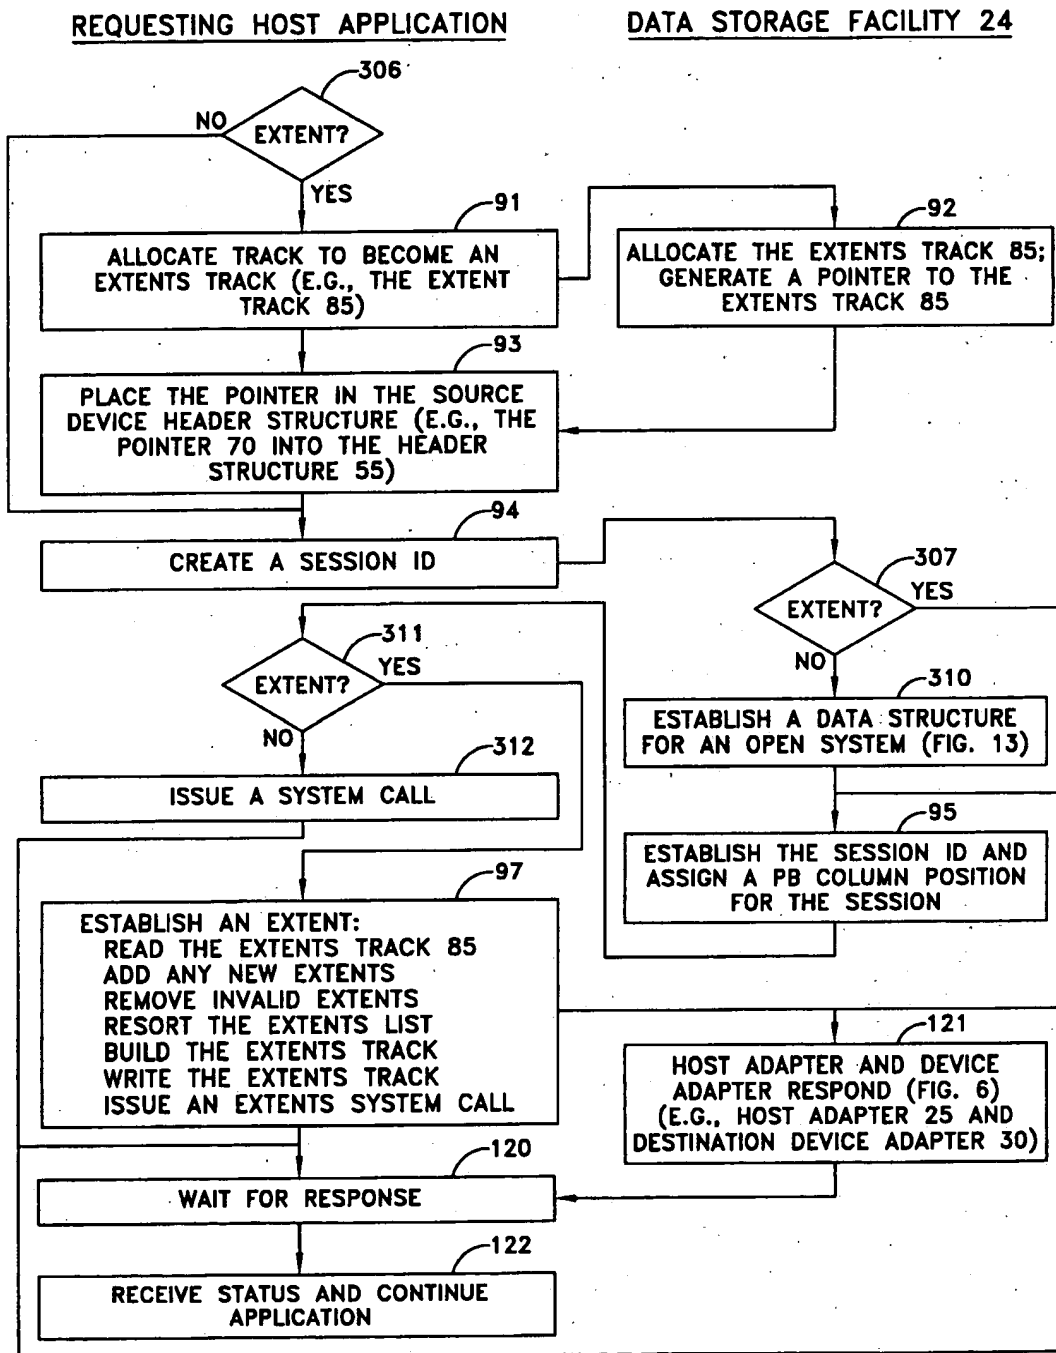 REQUESTING HOST APPLICATION
DATA STORAGE FACILITY 24
306
EXTENT?
NO
YES
91
ALLOCATE TRACK TO BECOME AN
EXTENTS TRACK (E.G., THE EXTENT
TRACK 85)
92
ALLOCATE THE EXTENTS TRACK 85;
GENERATE A POINTER TO THE
EXTENTS TRACK 85
93
PLACE THE POINTER IN THE SOURCE
DEVICE HEADER STRUCTURE (E.G., THE
POINTER 70 INTO THE HEADER
STRUCTURE 55)
94
CREATE A SESSION ID
307
EXTENT?
YES
NO
311
EXTENT?
YES
NO
310
ESTABLISH A DATA STRUCTURE
FOR AN OPEN SYSTEM (FIG. 13)
312
ISSUE A SYSTEM CALL
95
ESTABLISH THE SESSION ID AND
ASSIGN A PB COLUMN POSITION
FOR THE SESSION
97
ESTABLISH AN EXTENT:
READ THE EXTENTS TRACK 85
ADD ANY NEW EXTENTS
REMOVE INVALID EXTENTS
RESORT THE EXTENTS LIST
BUILD THE EXTENTS TRACK
WRITE THE EXTENTS TRACK
ISSUE AN EXTENTS SYSTEM CALL
121
HOST ADAPTER AND DEVICE
ADAPTER RESPOND (FIG. 6)
(E.G., HOST ADAPTER 25 AND
DESTINATION DEVICE ADAPTER 30)
120
WAIT FOR RESPONSE
122
RECEIVE STATUS AND CONTINUE
APPLICATION